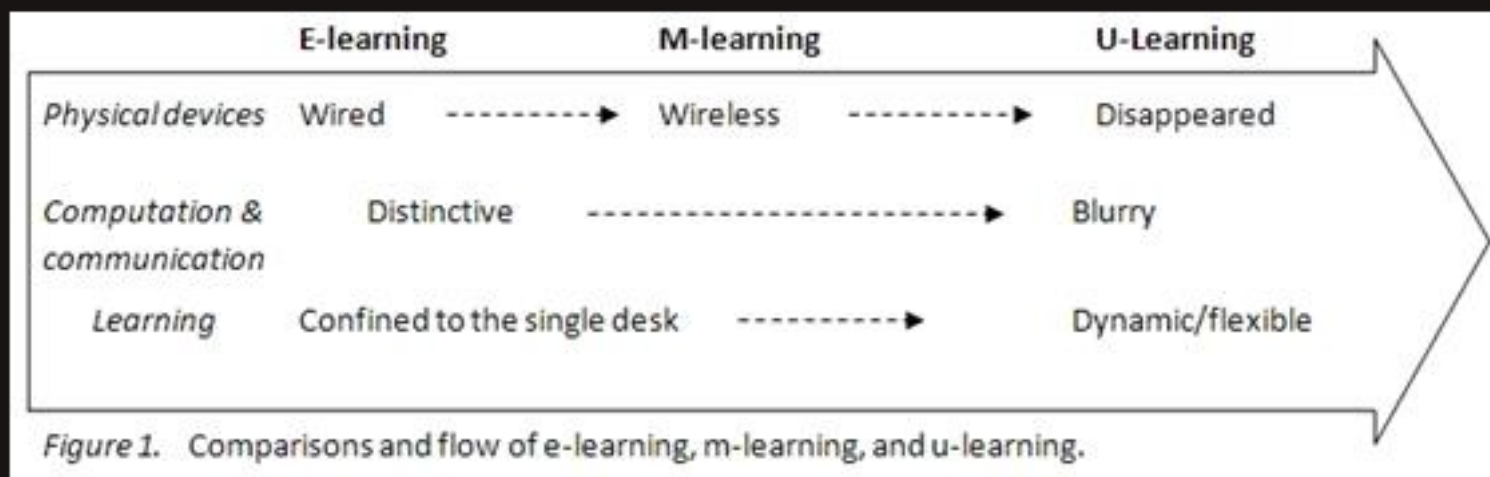 E-learning M-learning U-Learning
Physical devices Wired Wireless Disappeared
Computation & Distinctive Blurry
communication
Learning Confined to the single desk Dynamic/flexible
Figure 1. Comparisons and flow of e-learning, m-learning, and u-learning.